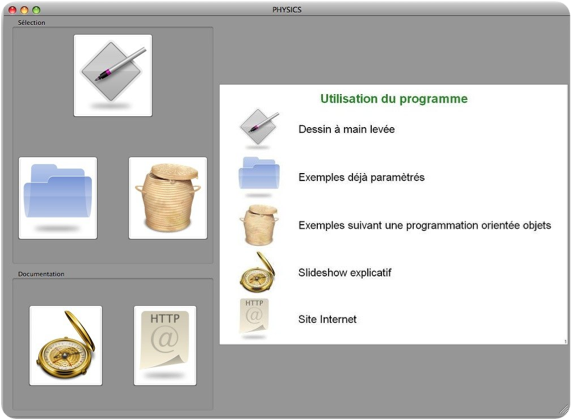 PHYSICS
Sélection
Documentation
HTTP
@
Utilisation du programme
Dessin à main levée
Exemples déjà paramètrés
Exemples suivant une programmation orientée objets
Slideshow explicatif
HTTP
@
Site Internet